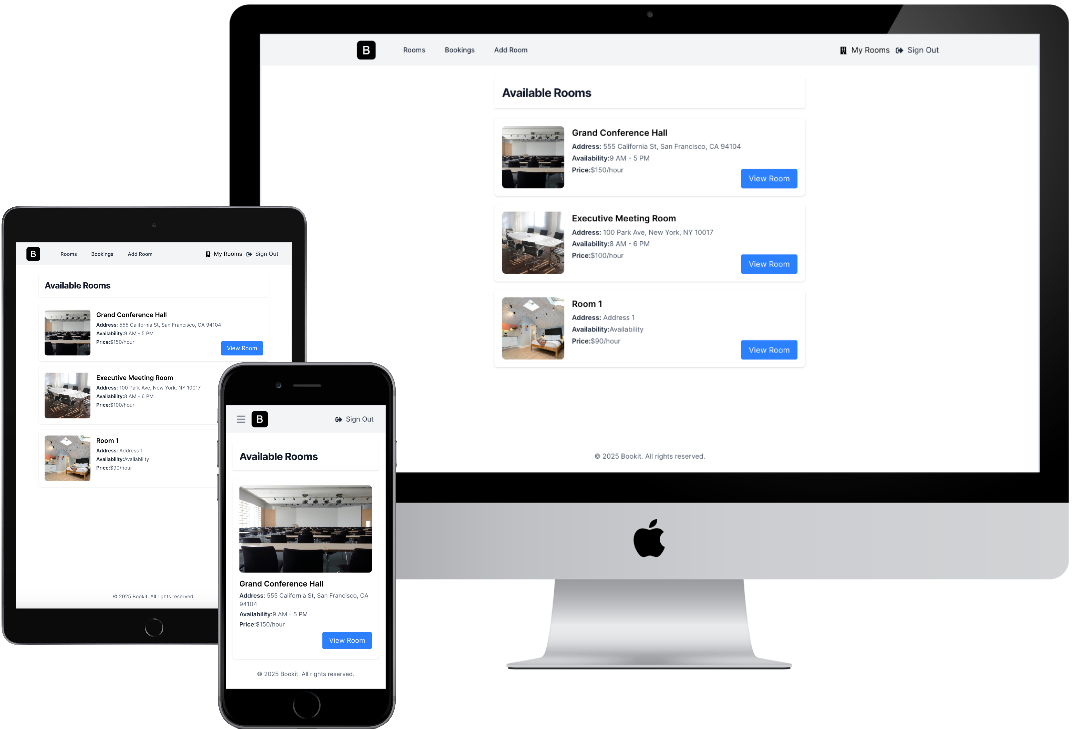 B
Rooms Bookings Add Room My Rooms Sign Out
Available Rooms
Grand Conference Hall
Address: 555 California St, San Francisco, CA 94104
Availability:9 AM - 5 PM
Price:$150/hour
View Room
Executive Meeting Room
Address: 100 Park Ave, New York, NY 10017
Availability:8 AM - 6 PM
Price:$100/hour
View Room
Room 1
Address: Address 1
Availability:Availability
Price:$90/hour
View Room
© 2025 Bookit. All rights reserved.
B
Rooms Bookings Add Room My Rooms Sign Out
Available Rooms
Grand Conference Hall
Address: 555 California St, San Francisco, CA 94104
Availability:9 AM - 5 PM
Price:$150/hour
View Room
Executive Meeting Room
Address: 100 Park Ave, New York, NY 10017
Availability:8 AM - 6 PM
Price:$100/hour
Room 1
Address: Address 1
Availability:Availability
Price:$90/hour
© 2025 Bookit. All rights reserved.
B Sign Out
Available Rooms
Grand Conference Hall
Address: 555 California St, San Francisco, CA
94104
Availability:9 AM - 5 PM
Price:$150/hour
View Room
© 2025 Bookit. All rights reserved.